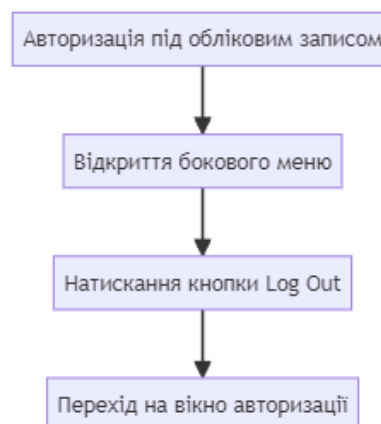 Авторизація під обліковим записом
Відкриття бокового меню
Натискання кнопки Log Out
Перехід на вікно авторизації